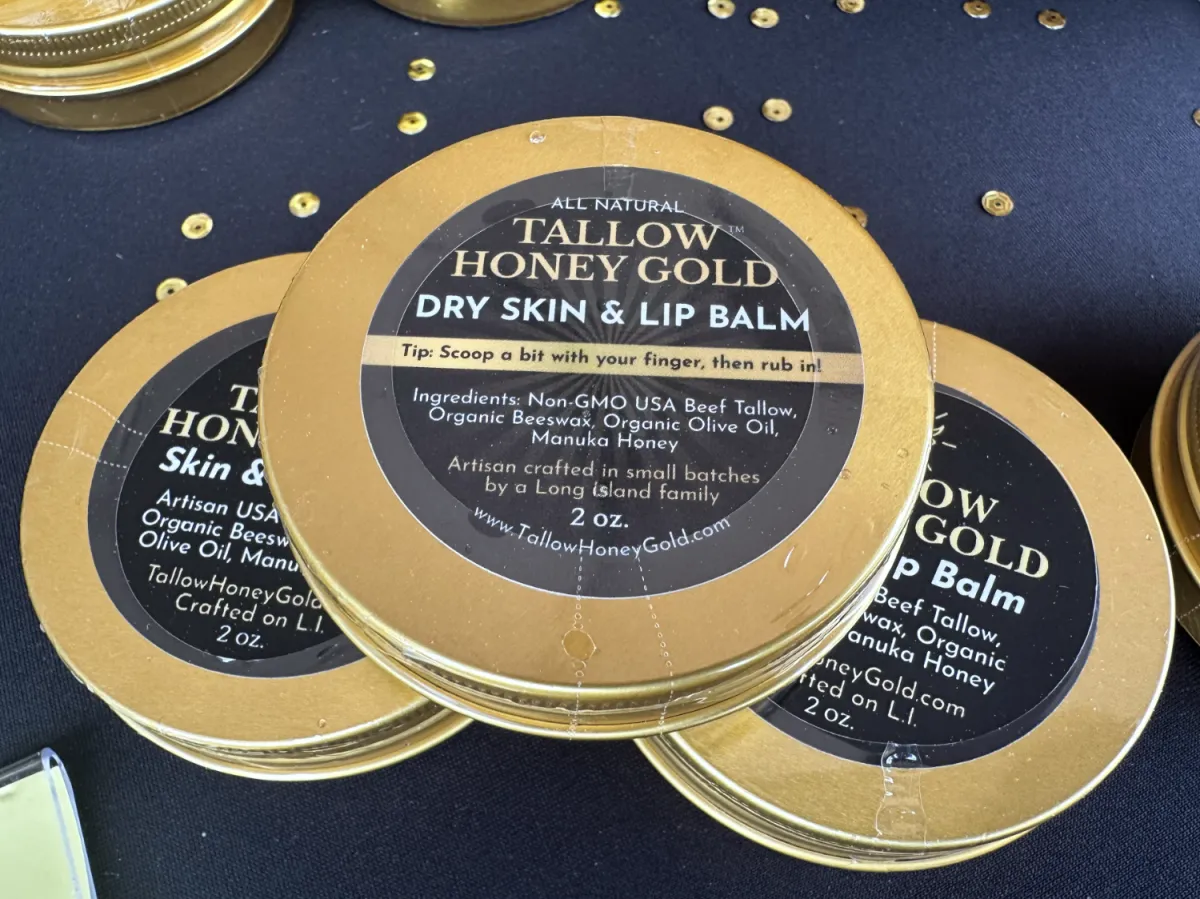 ALL NATURAL
TALLOW™
HONEY GOLD
DRY SKIN & LIP BALM
Tip: Scoop a bit with your finger, then rub in!
Ingredients: Non-GMO USA Beef Tallow,
Organic Beeswax, Organic Olive Oil,
Manuka Honey
Artisan crafted in small batches
by a Long Island family
2 oz.
www.TallowHoneyGold.com
TA
HON
Skin &
Artisan USA
Organic Beesw
Olive Oil, Manu
TallowHoneyGold
Crafted on L.I.
2 oz.
OW
GOLD
p Balm
Beef Tallow,
wax, Organic
anuka Honey
oneyGold.com
fted on L.I.
2 oz.